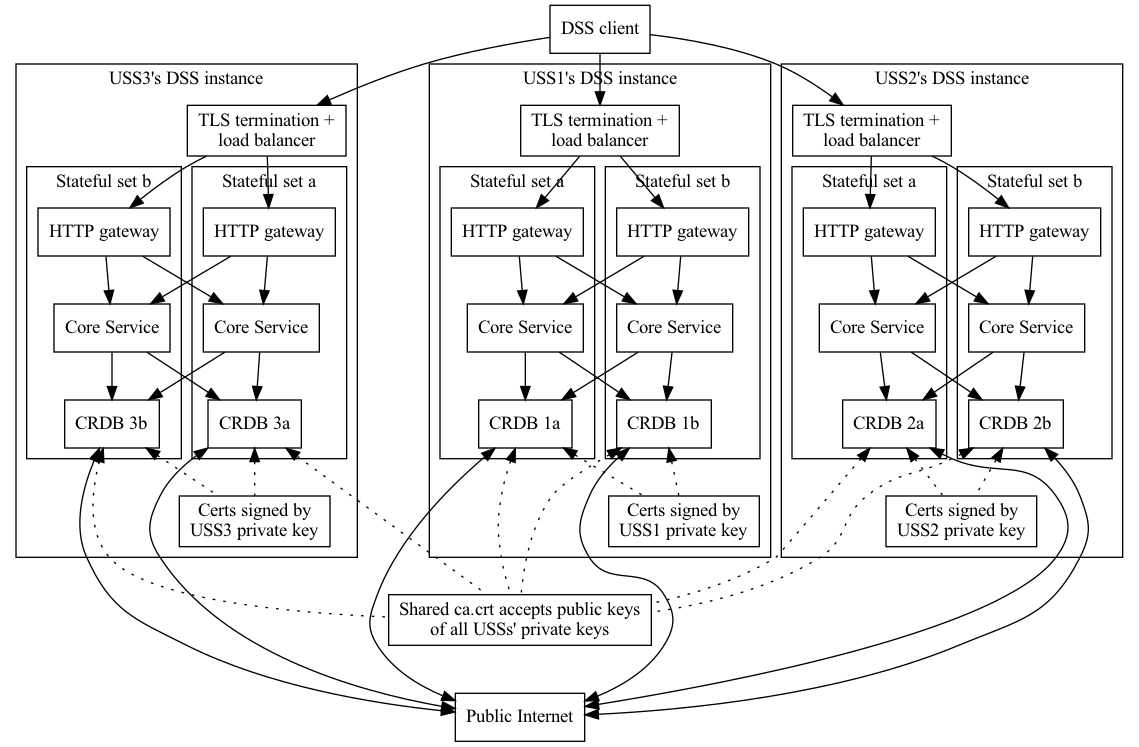 DSS client
USS3's DSS instance
USS1's DSS instance
USS2's DSS instance
TLS termination +
load balancer
TLS termination +
load balancer
TLS termination +
load balancer
Stateful set b
Stateful set a
Stateful set a
Stateful set b
Stateful set a
Stateful set b
HTTP gateway
HTTP gateway
HTTP gateway
HTTP gateway
HTTP gateway
HTTP gateway
Core Service
Core Service
Core Service
Core Service
Core Service
Core Service
CRDB 3b
CRDB 3a
CRDB 1a
CRDB 1b
CRDB 2a
CRDB 2b
Certs signed by
USS3 private key
Certs signed by
USS1 private key
Certs signed by
USS2 private key
Shared ca.crt accepts public keys
of all USSs' private keys
Public Internet